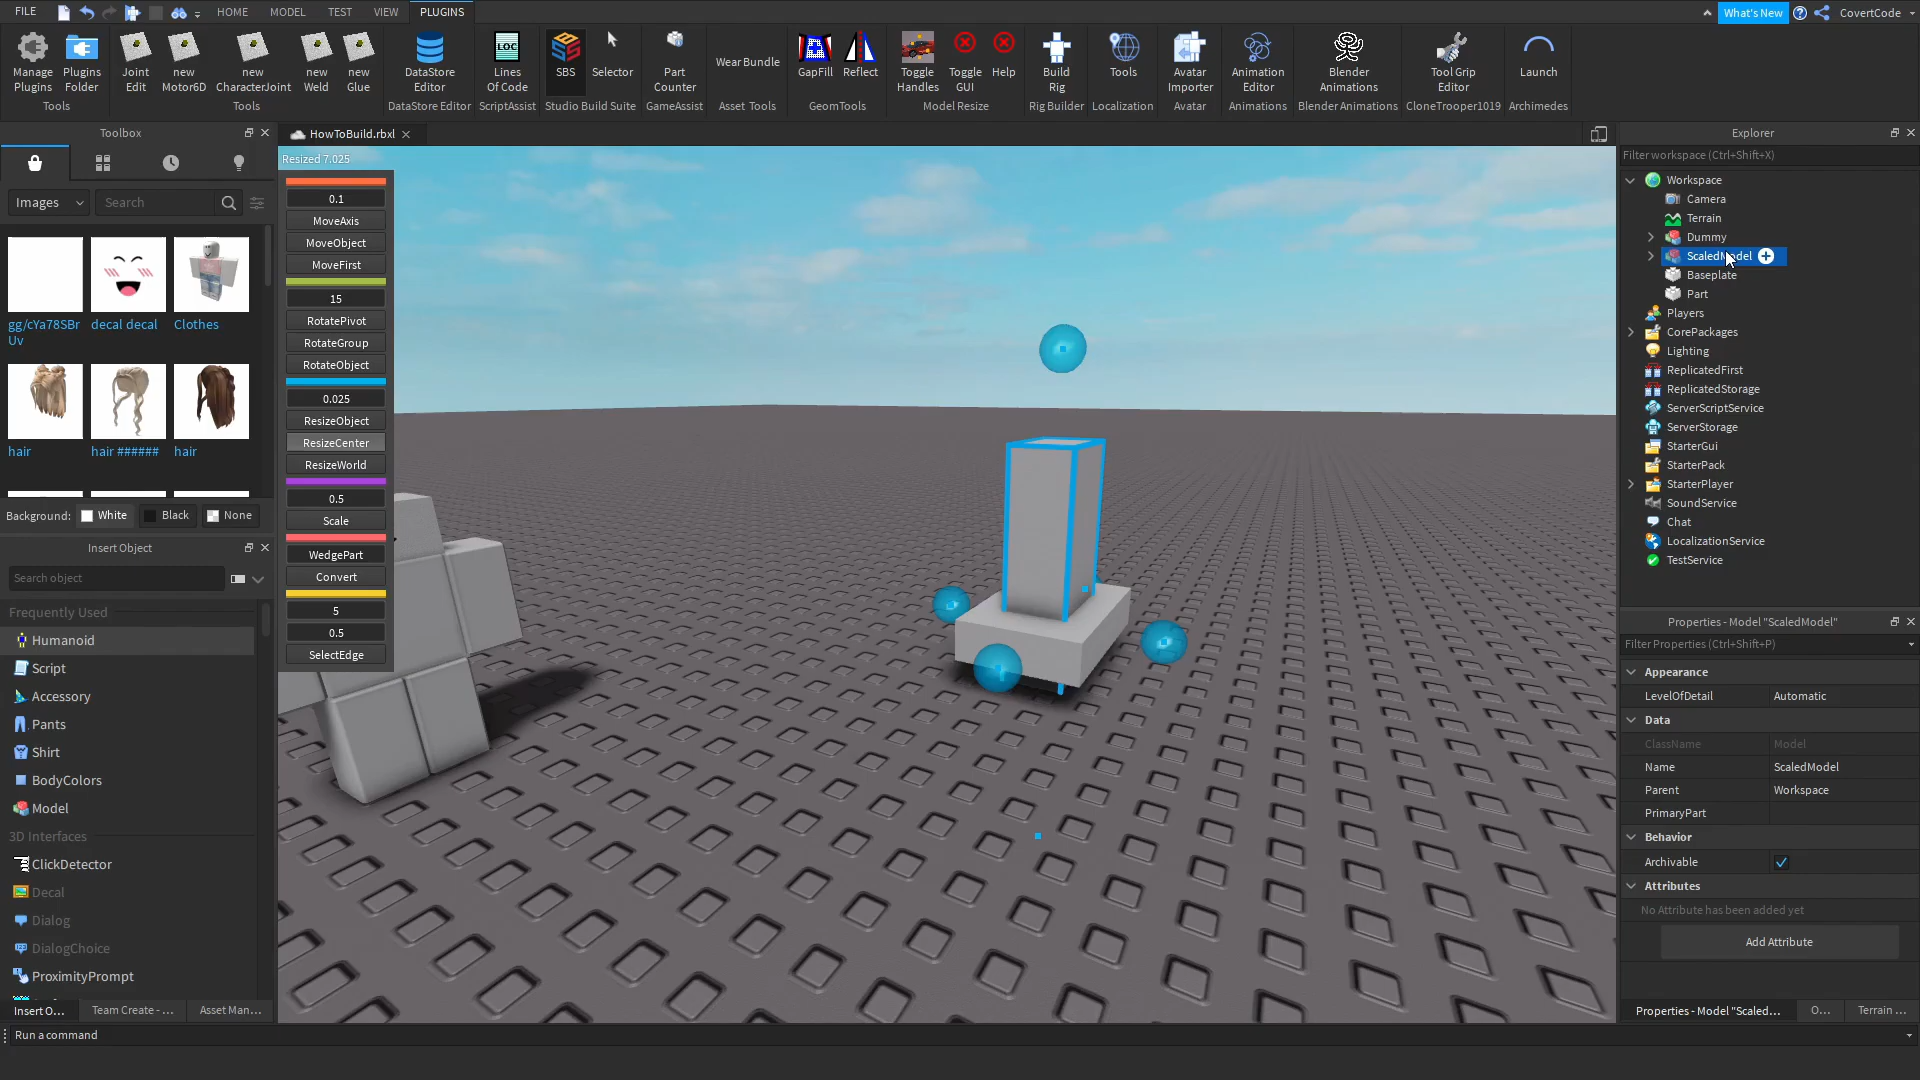 FILE
HOME
MODEL
TEST
VIEW
PLUGINS
What's New
CovertCode
Manage Plugins
Plugins Folder
Joint Edit
new Motor6D
new CharacterJoint
new Weld
new Glue
DataStore Editor
LOC
Lines Of Code
SBS
Selector
Part Counter
Wear Bundle
GapFill
Reflect
Toggle Handles
Toggle GUI
Help
Build Rig
Tools
Avatar Importer
Animation Editor
Blender Animations
Tool Grip Editor
Launch
Tools
Tools
DataStore Editor
ScriptAssist
Studio Build Suite
GameAssist
Asset Tools
GeomTools
Model Resize
Rig Builder
Localization
Avatar
Animations
Blender Animations
CloneTrooper1019
Archimedes
Toolbox
Images
Search
gg/cYa78SBrUv
decal decal
Clothes
hair
hair ######
hair
Background:
White
Black
None
Insert Object
Search object
Frequently Used
Humanoid
Script
Accessory
Pants
Shirt
BodyColors
Model
3D Interfaces
ClickDetector
Decal
Dialog
DialogChoice
ProximityPrompt
Insert O...
Team Create - ...
Asset Man...
Run a command
HowToBuild.rbxl
Resized 7.025
0.1
MoveAxis
MoveObject
MoveFirst
15
RotatePivot
RotateGroup
RotateObject
0.025
ResizeObject
ResizeCenter
ResizeWorld
0.5
Scale
WedgePart
Convert
5
0.5
SelectEdge
Explorer
Filter workspace (Ctrl+Shift+X)
Workspace
Camera
Terrain
Dummy
ScaledModel
Baseplate
Part
Players
CorePackages
Lighting
ReplicatedFirst
ReplicatedStorage
ServerScriptService
ServerStorage
StarterGui
StarterPack
StarterPlayer
SoundService
Chat
LocalizationService
TestService
Properties - Model "ScaledModel"
Filter Properties (Ctrl+Shift+P)
Appearance
LevelOfDetail Automatic
Data
ClassName Model
Name ScaledModel
Parent Workspace
PrimaryPart
Behavior
Archivable
Attributes
No Attribute has been added yet
Add Attribute
Properties - Model "Scaled...
O...
Terrain ...